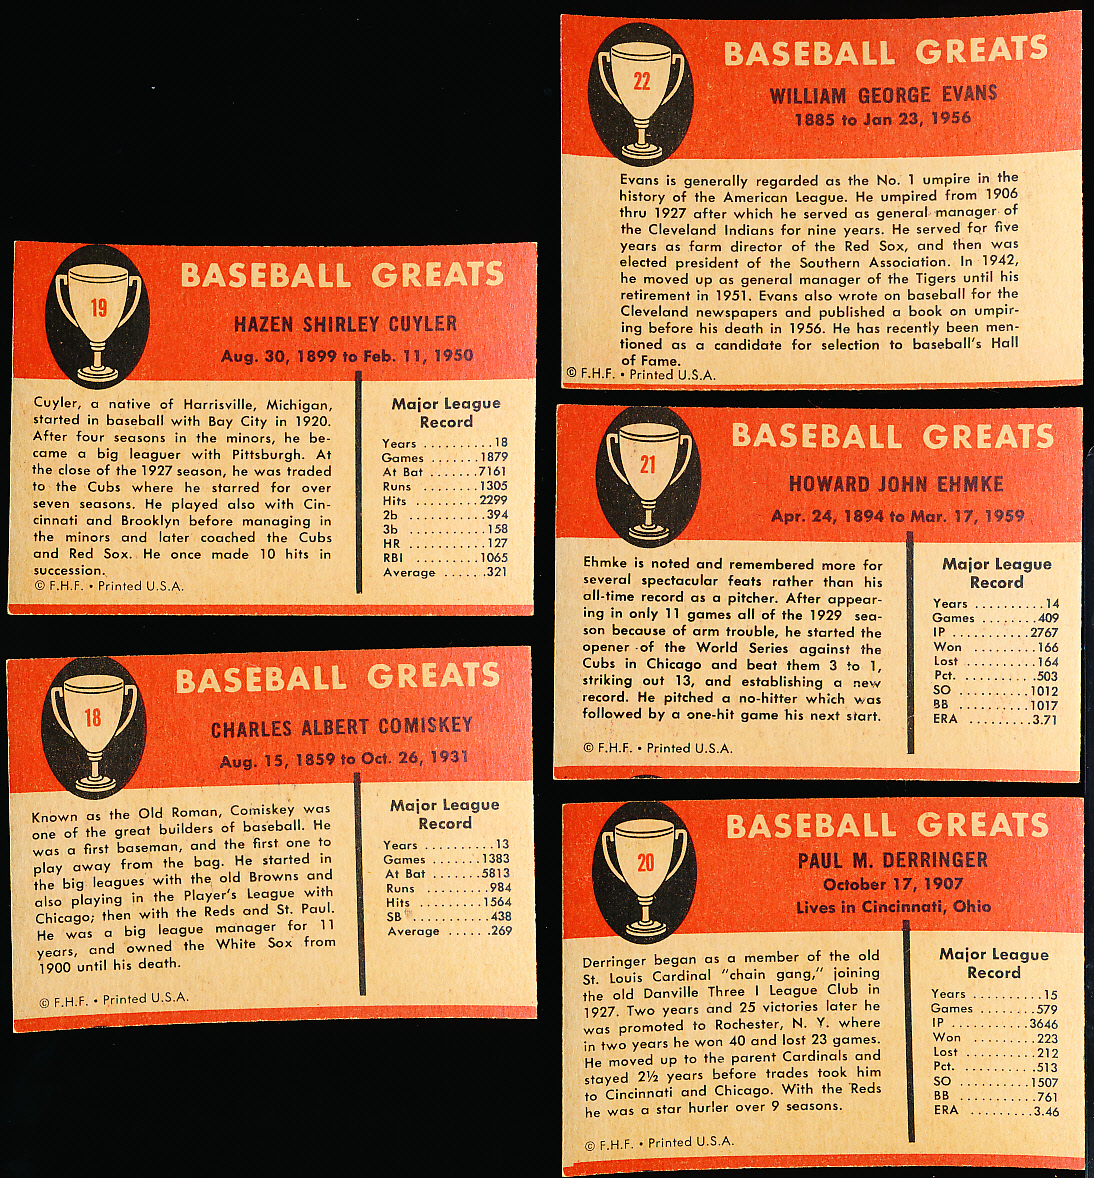 22
BASEBALL GREATS
WILLIAM GEORGE EVANS
1885 to Jan 23, 1956
Evans is generally regarded as the No. 1 umpire in the
history of the American League. He umpired from 1906
thru 1927 after which he served as general manager of
the Cleveland Indians for nine years. He served for five
years as farm director of the Red Sox, and then was
elected president of the Southern Association. In 1942,
he moved up as general manager of the Tigers until his
retirement in 1951. Evans also wrote on baseball for the
Cleveland newspapers and published a book on umpir-
ing before his death in 1956. He has recently been men-
tioned as a candidate for selection to baseball's Hall
of Fame.
© F.H.F. • Printed U.S.A.
19
BASEBALL GREATS
HAZEN SHIRLEY CUYLER
Aug. 30, 1899 to Feb. 11, 1950
Cuyler, a native of Harrisville, Michigan,
started in baseball with Bay City in 1920.
After four seasons in the minors, he be-
came a big leaguer with Pittsburgh. At
the close of the 1927 season, he was traded
to the Cubs where he starred for over
seven seasons. He played also with Cin-
cinnati and Brooklyn before managing in
the minors and later coached the Cubs
and Red Sox. He once made 10 hits in
succession.
© F.H.F. • Printed U.S.A.
Major League
Record
Years ..........18
Games .......1879
At Bat .......7161
Runs ........1305
Hits ..........2299
2b ............394
3b ............158
HR ............127
RBI ...........1065
Average ......321
21
BASEBALL GREATS
HOWARD JOHN EHMKE
Apr. 24, 1894 to Mar. 17, 1959
Ehmke is noted and remembered more for
several spectacular feats rather than his
all-time record as a pitcher. After appear-
ing in only 11 games all of the 1929 sea-
son because of arm trouble, he started the
opener of the World Series against the
Cubs in Chicago and beat them 3 to 1,
striking out 13, and establishing a new
record. He pitched a no-hitter which was
followed by a one-hit game his next start.
© F.H.F. • Printed U.S.A.
Major League
Record
Years ..........14
Games ........409
IP ...........2767
Won .........166
Lost ..........164
Pct. ..........503
SO ..........1012
BB ..........1017
ERA ........3.71
18
BASEBALL GREATS
CHARLES ALBERT COMISKEY
Aug. 15, 1859 to Oct. 26, 1931
Known as the Old Roman, Comiskey was
one of the great builders of baseball. He
was a first baseman, and the first one to
play away from the bag. He started in
the big leagues with the old Browns and
also playing in the Player's League with
Chicago; then with the Reds and St. Paul.
He was a big league manager for 11
years, and owned the White Sox from
1900 until his death.
© F.H.F. • Printed U.S.A.
Major League
Record
Years ..........13
Games .......1383
At Bat .......5813
Runs .........984
Hits ..........1564
SB ...........438
Average ......269
20
BASEBALL GREATS
PAUL M. DERRINGER
October 17, 1907
Lives in Cincinnati, Ohio
Derringer began as a member of the old
St. Louis Cardinal "chain gang," joining
the old Danville Three I League Club in
1927. Two years and 25 victories later he
was promoted to Rochester, N. Y. where
in two years he won 40 and lost 23 games.
He moved up to the parent Cardinals and
stayed 2½ years before trades took him
to Cincinnati and Chicago. With the Reds
he was a star hurler over 9 seasons.
© F.H.F. • Printed U.S.A.
Major League
Record
Years ..........15
Games ........579
IP ...........3646
Won .........223
Lost ..........212
Pct. ..........513
SO ..........1507
BB ...........761
ERA .........3.46